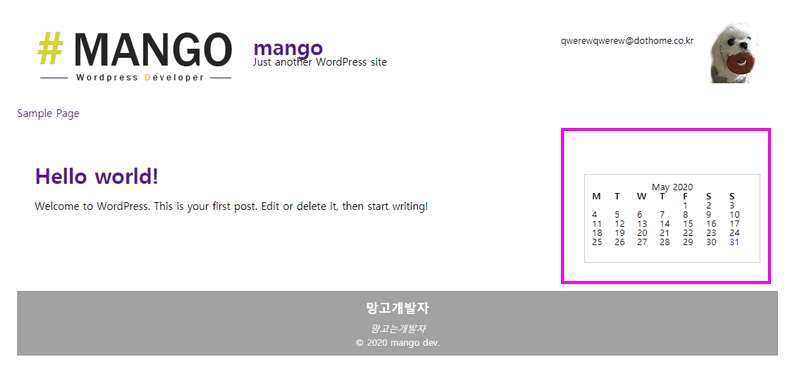 # MANGO
Wordpress Developer
mango
Just another WordPress site
qwerewqwerew@dothome.co.kr
Sample Page
Hello world!
Welcome to WordPress. This is your first post. Edit or delete it, then start writing!
May 2020
M T W T F S S
1 2 3
4 5 6 7 8 9 10
11 12 13 14 15 16 17
18 19 20 21 22 23 24
25 26 27 28 29 30 31
망고개발자
망고는개발자
© 2020 mango dev.